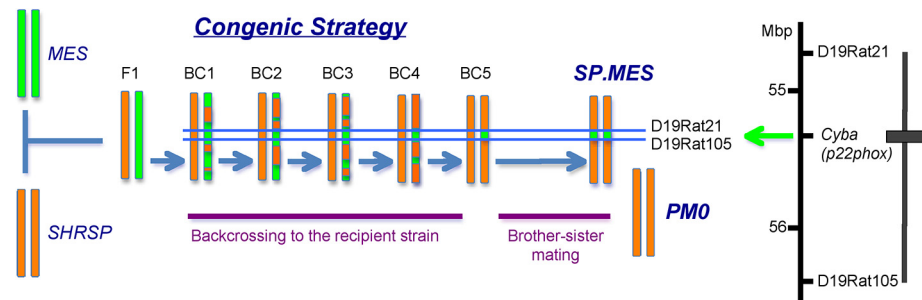 Congenic Strategy
MES
SHRSP
F1
BC1
BC2
BC3
BC4
BC5
SP.MES
D19Rat21
D19Rat105
PM0
Backcrossing to the recipient strain
Brother-sister
mating
Mbp
D19Rat21
55
Cyba
(p22phox)
56
D19Rat105